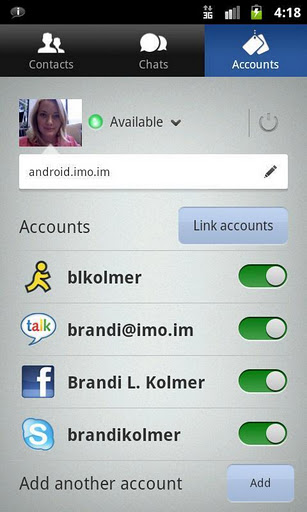 3G 4:18
Contacts Chats Accounts
Available
android.imo.im
Accounts Link accounts
blkolmer
talk brandi@imo.im
f Brandi L. Kolmer
S brandikolmer
Add another account Add